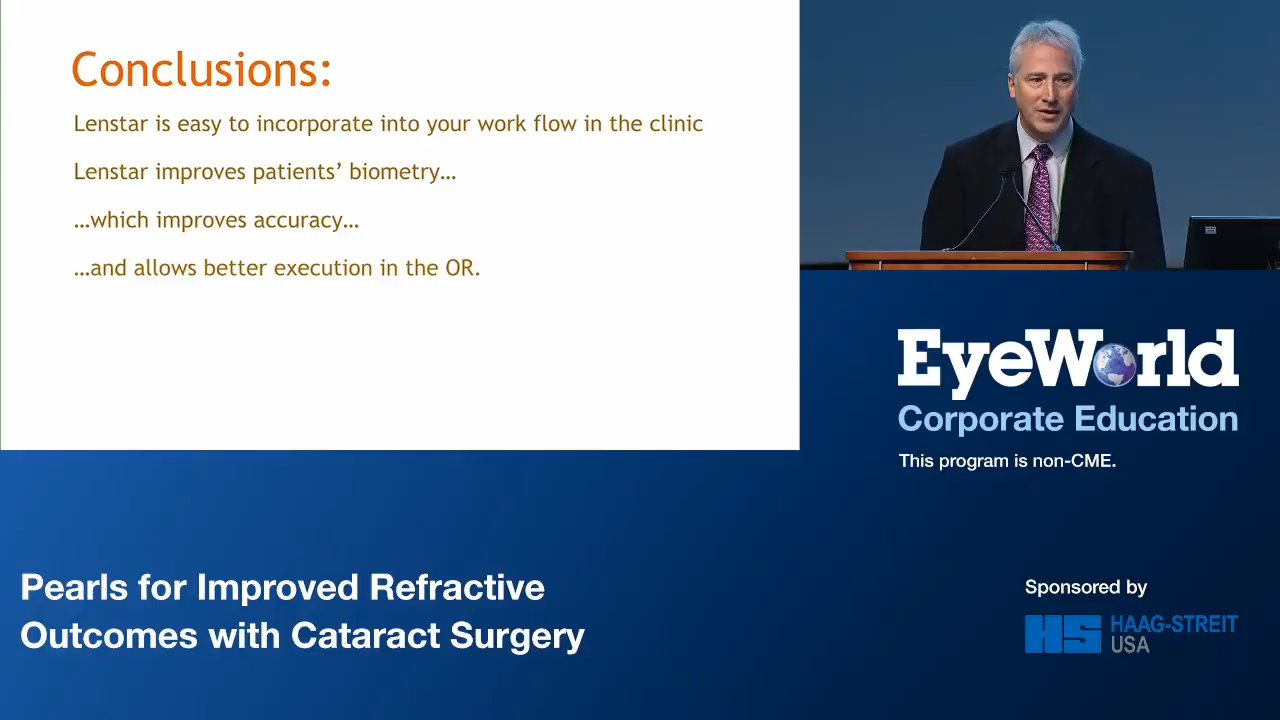 Conclusions:
Lenstar is easy to incorporate into your work flow in the clinic
Lenstar improves patients’ biometry…
…which improves accuracy…
…and allows better execution in the OR.
EyeWorld
Corporate Education
This program is non-CME.
Pearls for Improved Refractive
Outcomes with Cataract Surgery
Sponsored by
HS HAAG-STREIT
USA